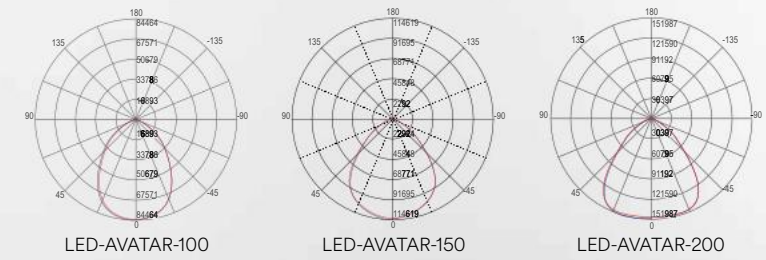 180 180 180
84464 114619 151987
135 -135 135 -135 135 -135
67571 91695 121590
50679 68771 91192
33786 45848 60795
16893 30397
90 -90 90 -90 90 -90
16893 22924 30397
33786 45848 60795
50679 68771 91192
45 -45 45 -45 45 -45
67571 91695 121590
84464 114619 151987
0 0 0
LED-AVATAR-100 LED-AVATAR-150 LED-AVATAR-200